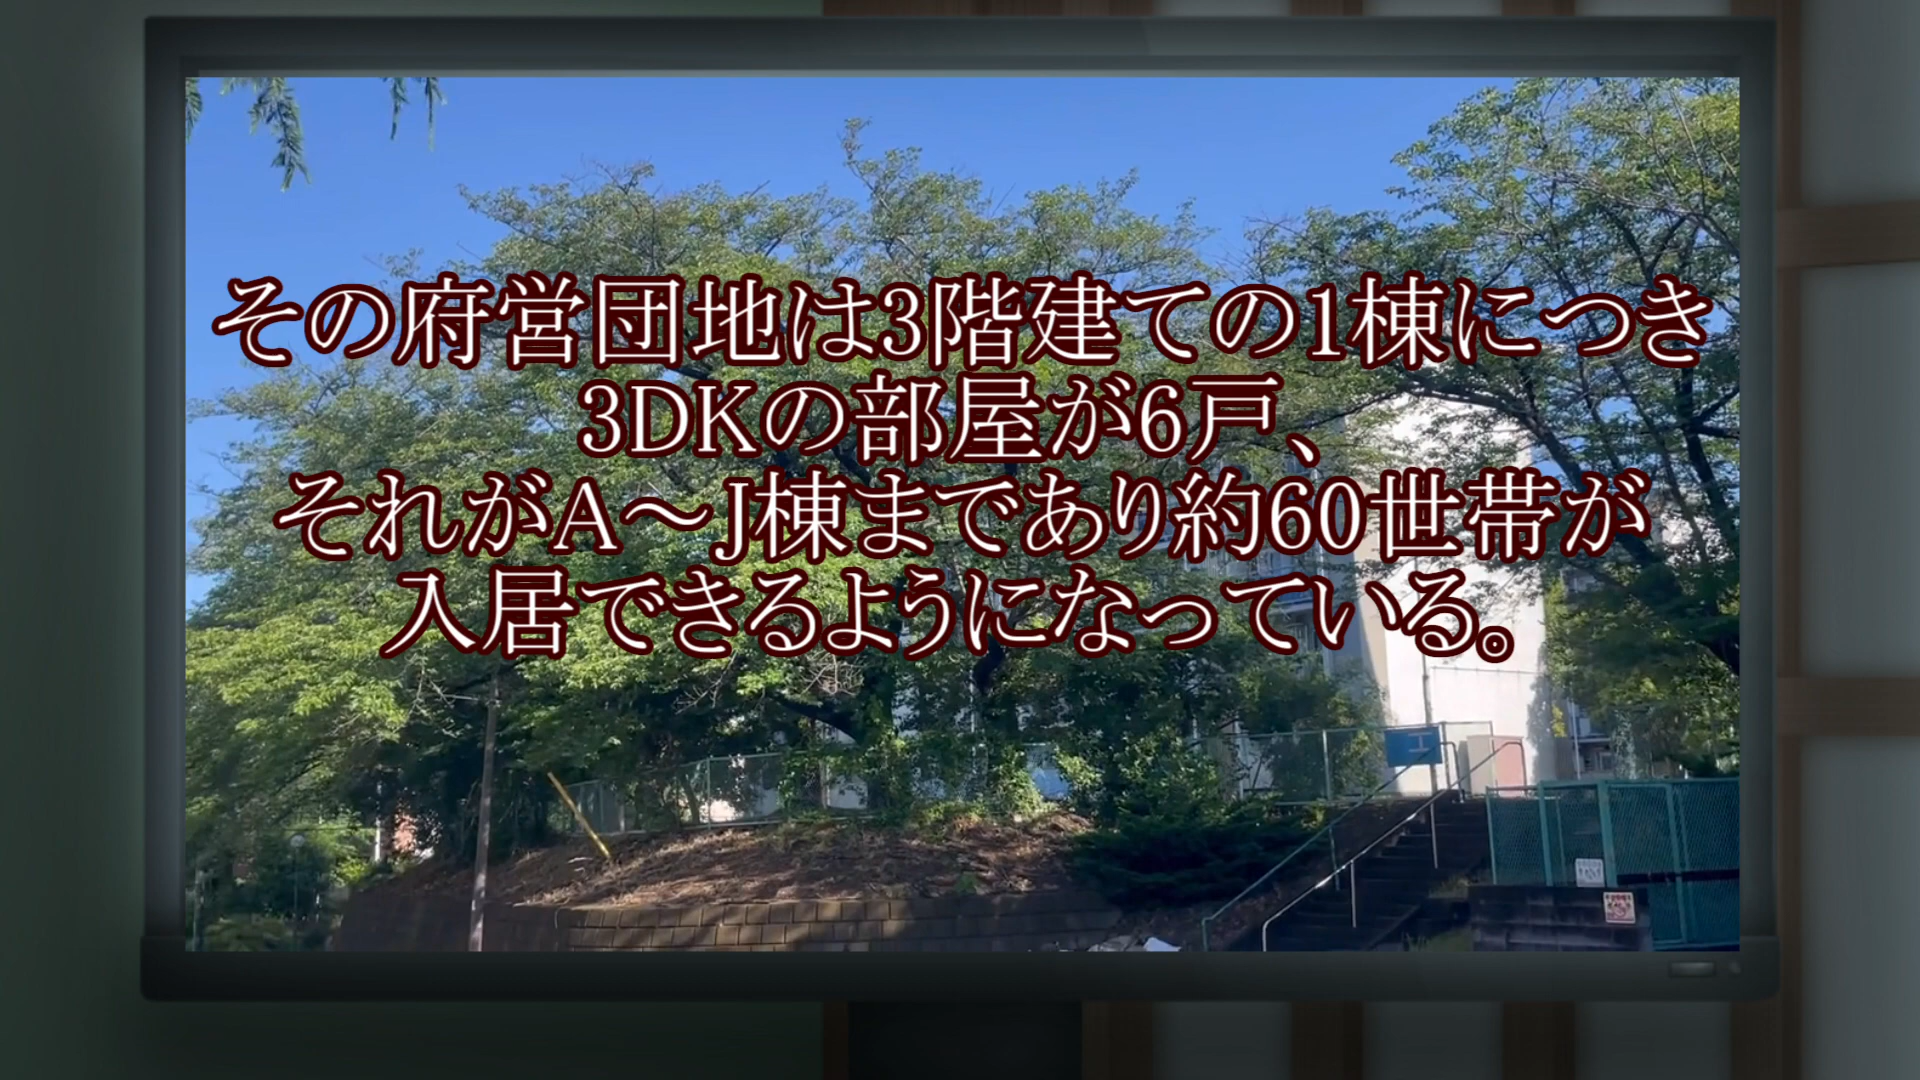 その府営団地は3階建ての1棟につき
3DKの部屋が6戸、
それがA～J棟まであり約60世帯が
入居できるようになっている。